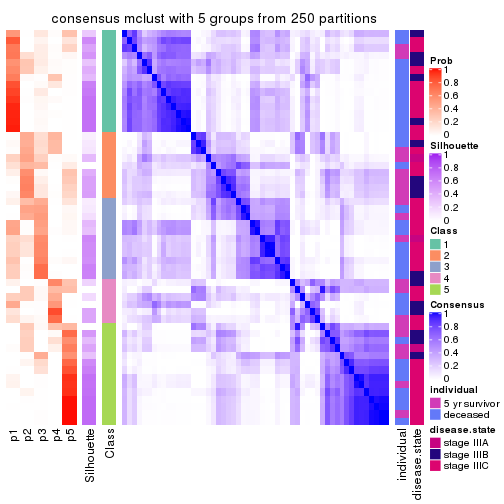 consensus mclust with 5 groups from 250 partitions
Prob
1
0.8
0.6
0.4
0.2
0
Silhouette
1
0.8
0.6
0.4
0.2
0
Class
1
2
3
4
5
Consensus
1
0.8
0.6
0.4
0.2
0
Individual
5 yr survivor
deceased
disease.state
stage IIIA
stage IIIB
stage IIIC
p1
p2
p3
p4
p5
Silhouette
Class
individual
disease.state